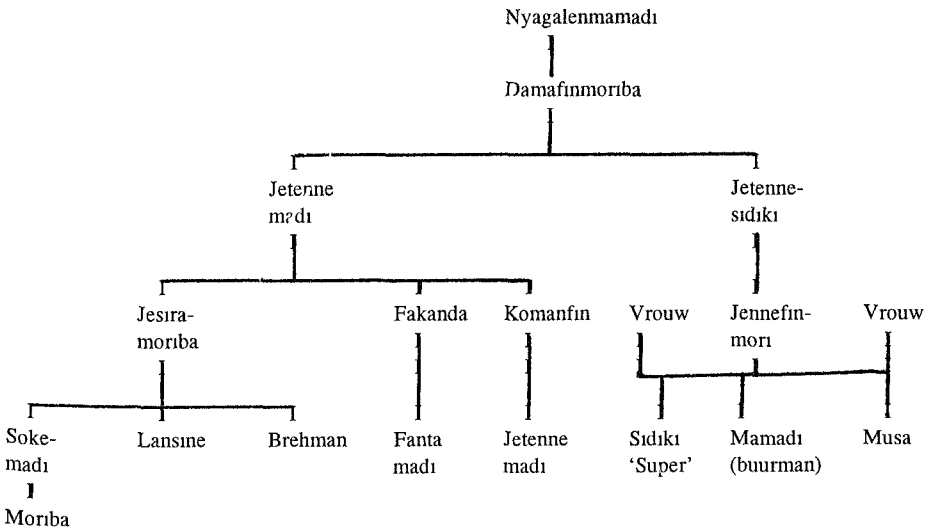 Nyagalenmamadı
Damafınmorıba
Jetenne
madı
Jetenne-
sıdıkı
Jesıra-
morıba
Fakanda
Komanfın
Vrouw
Jennefın-
morı
Vrouw
Soke-
madı
Lansıne
Brehman
Fanta
madı
Jetenne
madı
Sıdıkı
'Super'
Mamadı
(buurman)
Musa
Morıba